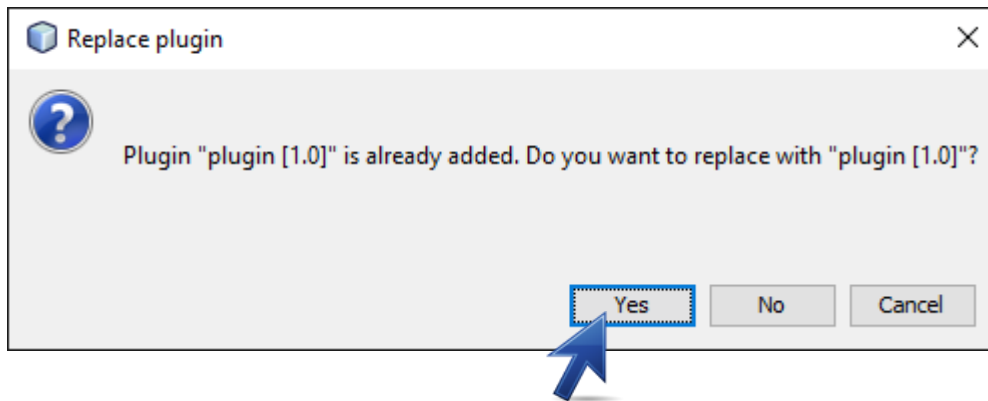 Replace plugin
Plugin "plugin [1.0]" is already added. Do you want to replace with "plugin [1.0]"?
Yes
No
Cancel